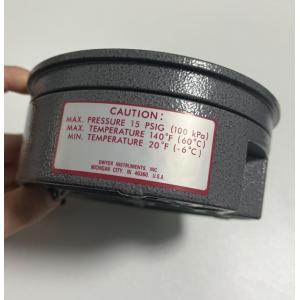 CAUTION:
MAX. PRESSURE 15 PSIG (100 kPa)
MAX. TEMPERATURE 140°F (60°C)
MIN. TEMPERATURE 20°F (-6°C)
DWYER INSTRUMENTS, INC.
MICHIGAN CITY, IN 46360 U.S.A.